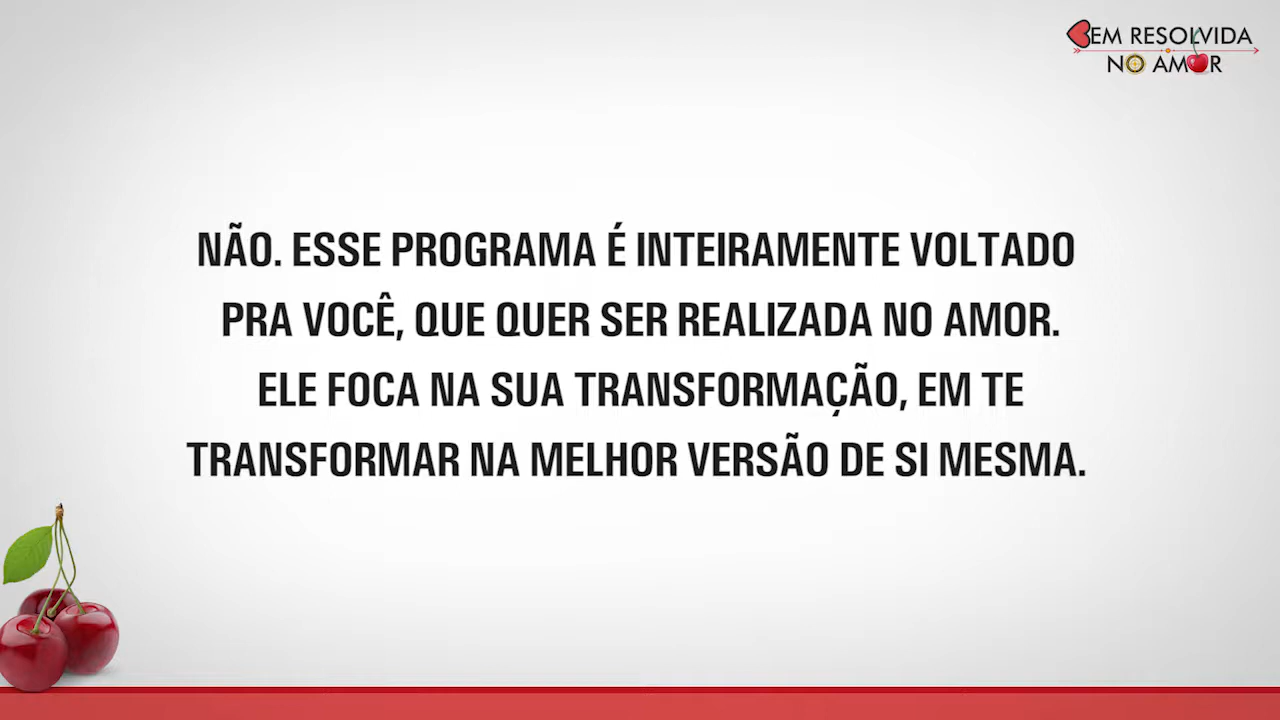 BEM RESOLVIDA
NO AMOR
NÃO. ESSE PROGRAMA É INTEIRAMENTE VOLTADO
PRA VOCÊ, QUE QUER SER REALIZADA NO AMOR.
ELE FOCA NA SUA TRANSFORMAÇÃO, EM TE
TRANSFORMAR NA MELHOR VERSÃO DE SI MESMA.